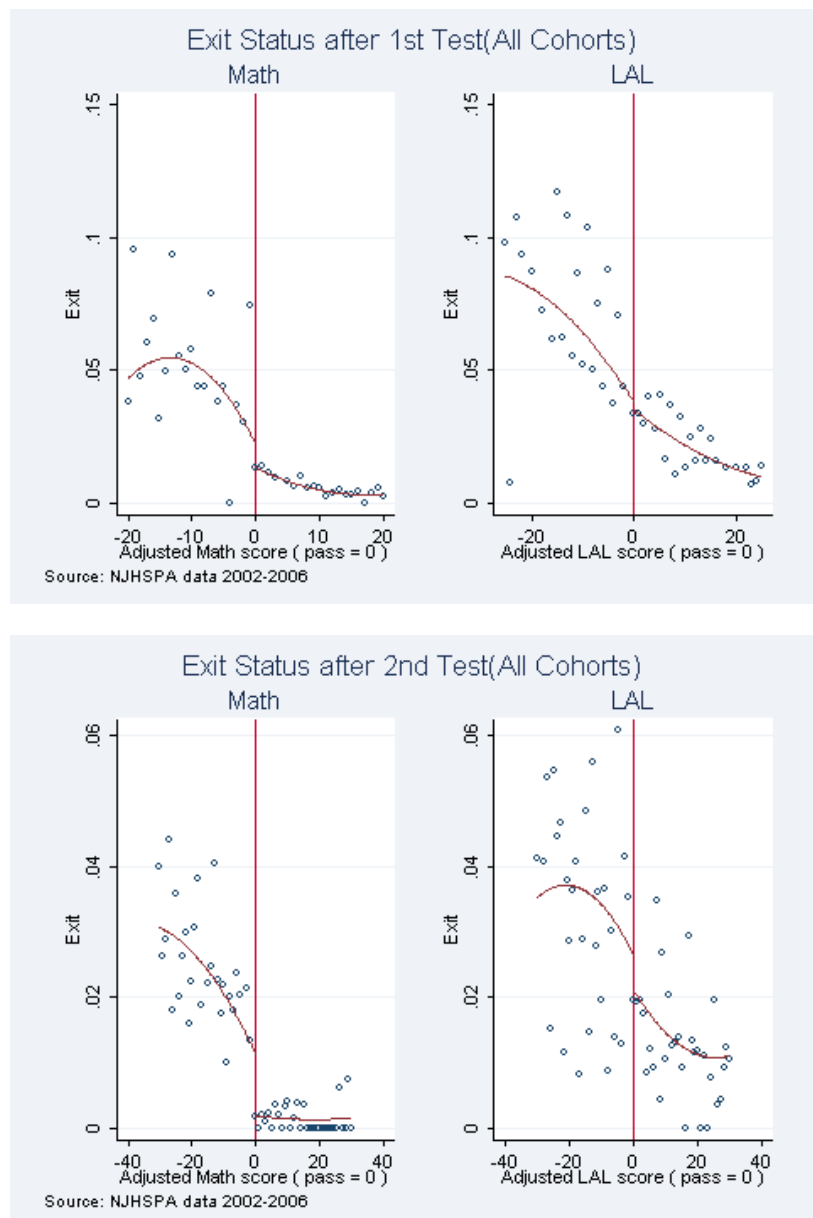 Exit Status after 1st Test(All Cohorts)
Math
LAL
Exit
.15
.1
.05
0
-20 -10 0 10 20
Adjusted Math score ( pass = 0 )
Exit
.15
.1
.05
0
-20 0 20
Adjusted LAL score ( pass = 0 )
Source: NJHSPA data 2002-2006
Exit Status after 2nd Test(All Cohorts)
Math
LAL
Exit
.06
.04
.02
0
-40 -20 0 20 40
Adjusted Math score ( pass = 0 )
Exit
.06
.04
.02
0
-40 -20 0 20 40
Adjusted LAL score ( pass = 0 )
Source: NJHSPA data 2002-2006